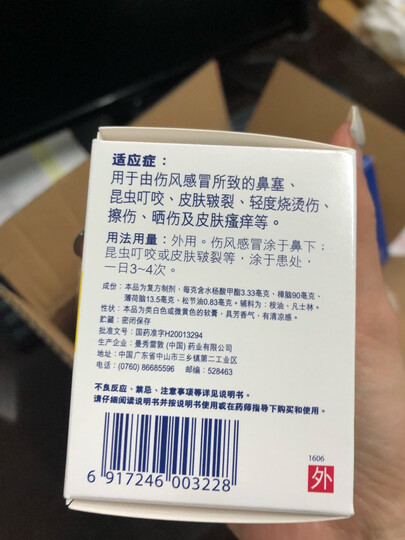 适应症：
用于由伤风感冒所致的鼻塞、
昆虫叮咬、皮肤皲裂、轻度烧烫伤、
擦伤、晒伤及皮肤瘙痒等。
用法用量：外用。伤风感冒涂于鼻下；
昆虫叮咬或皮肤皲裂等，涂于患处，
一日3~4次。
成份：本品为复方制剂，每克含水杨酸甲酯3.33毫克，樟脑90毫克，
薄荷脑13.5毫克，松节油0.83毫克。辅料为：桉油、凡士林。
性状：本品为类白色或微黄色的软膏，具芳香气，有清凉感。
贮藏：密闭保存
批准文号：国药准字H20013294
生产企业：曼秀雷敦 (中国) 药业有限公司
地址：中国广东省中山市三乡镇第二工业区
电话：(0760) 86685596 邮编：528463
不良反应、禁忌、注意事项等详见说明书。
请仔细阅读说明书并按说明书使用或在药师指导下购买和使用。
1606
外
6 917246 003228